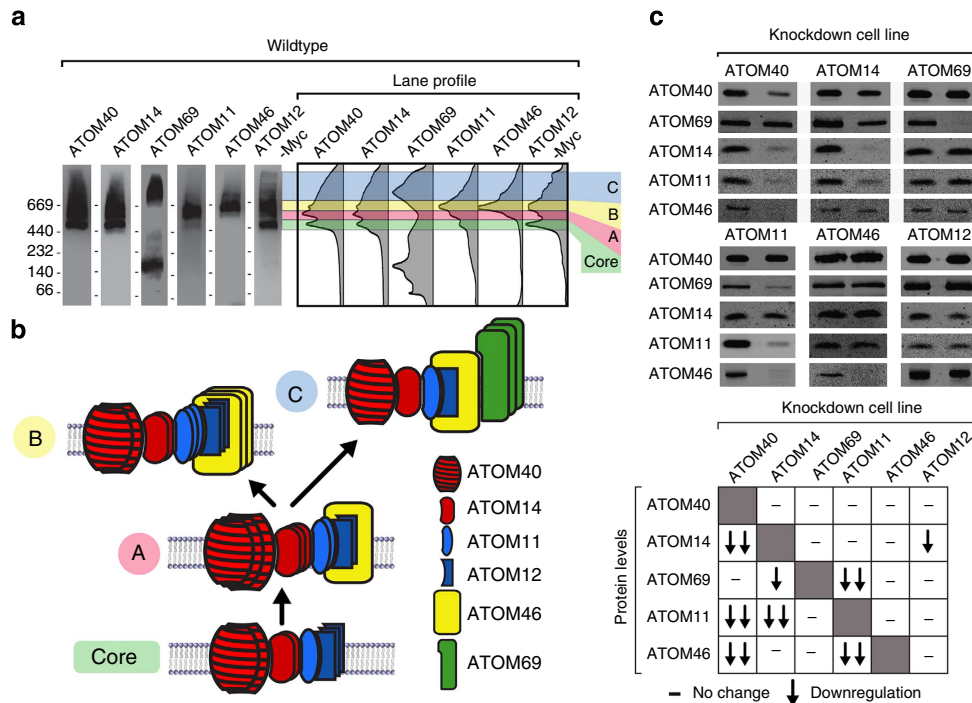 a
Wildtype
Lane profile
ATOM40
ATOM14
ATOM69
ATOM11
ATOM46
ATOM12
-Myc
ATOM40
ATOM14
ATOM69
ATOM11
ATOM46
ATOM12
-Myc
669
440
232
140
66
C
B
A
Core
b
B
C
A
Core
ATOM40
ATOM14
ATOM11
ATOM12
ATOM46
ATOM69
c
Knockdown cell line
ATOM40 ATOM14 ATOM69
ATOM40
ATOM69
ATOM14
ATOM11
ATOM46
ATOM11 ATOM46 ATOM12
ATOM40
ATOM69
ATOM14
ATOM11
ATOM46
Knockdown cell line
ATOM40
ATOM14
ATOM69
ATOM11
ATOM46
ATOM12
Protein levels
ATOM40 – – – – –
ATOM14 ↓↓ – – – ↓
ATOM69 – ↓ ↓↓ – –
ATOM11 ↓↓ ↓↓ – – –
ATOM46 ↓↓ – – ↓↓ –
– No change ↓ Downregulation